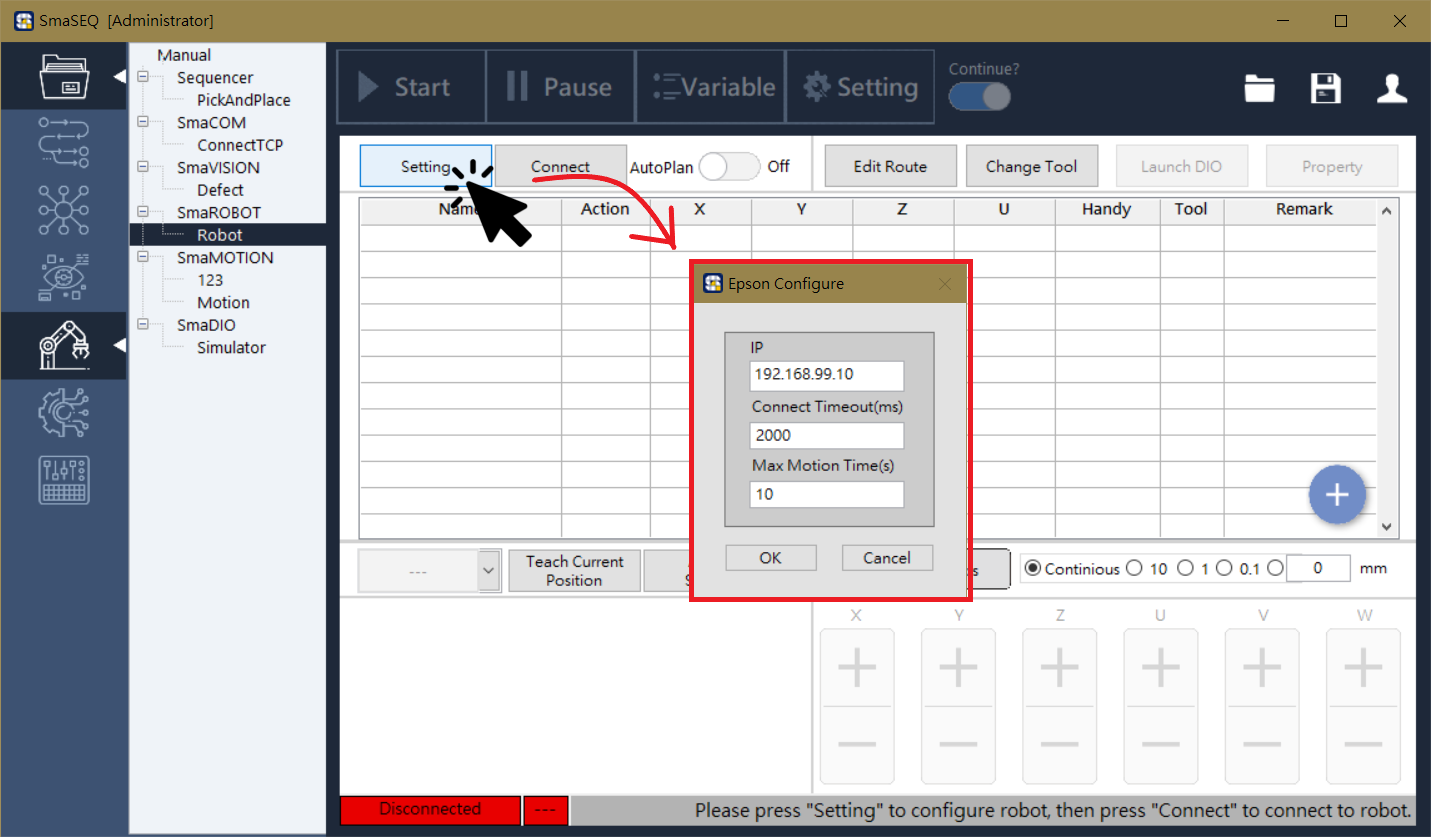 SmaSEQ [Administrator]
Manual
Sequencer
PickAndPlace
SmaCOM
ConnectTCP
SmaVISION
Defect
SmaROBOT
Robot
SmaMOTION
123
Motion
SmaDIO
Simulator
Start
Pause
Variable
Setting
Continue?
Setting
Connect
AutoPlan
Off
Edit Route
Change Tool
Launch DIO
Property
Name Action X Y Z U Handy Tool Remark
Epson Configure
IP
192.168.99.10
Connect Timeout(ms)
2000
Max Motion Time(s)
10
OK
Cancel
---
Teach Current
Position
Continious 10 1 0.1 0 mm
X Y Z U V W
Disconnected
---
Please press "Setting" to configure robot, then press "Connect" to connect to robot.